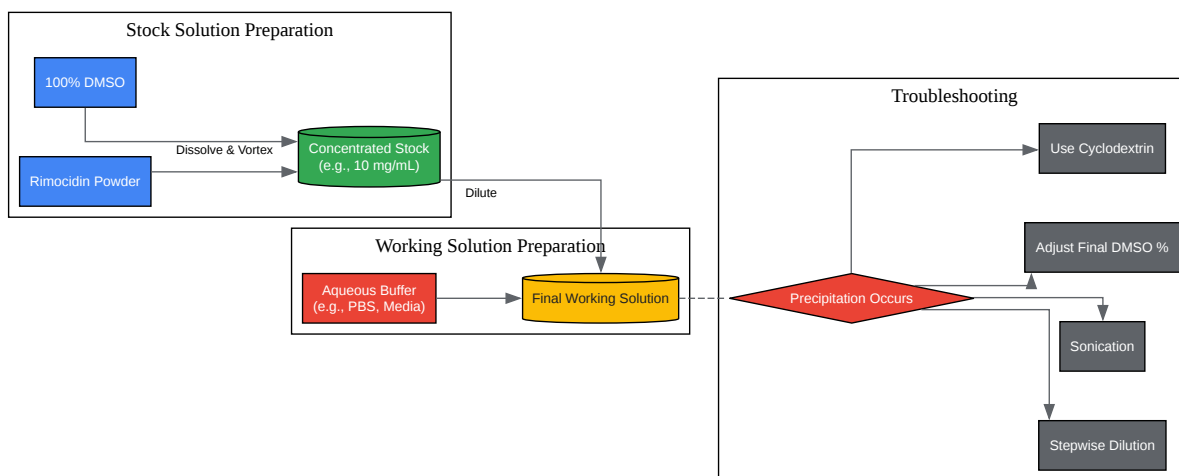 Stock Solution Preparation
100% DMSO
Dissolve & Vortex
Rimocidin Powder
Concentrated Stock
(e.g., 10 mg/mL)
Dilute
Working Solution Preparation
Aqueous Buffer
(e.g., PBS, Media)
Final Working Solution
Troubleshooting
Precipitation Occurs
Use Cyclodextrin
Adjust Final DMSO %
Sonication
Stepwise Dilution